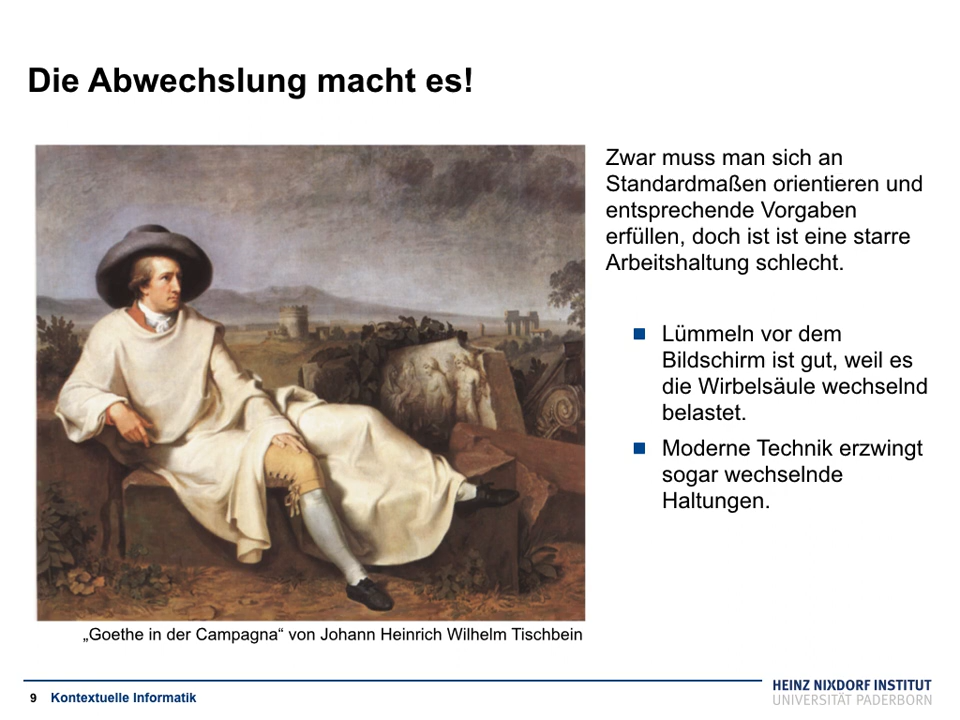 Die Abwechslung macht es!
Zwar muss man sich an
Standardmaßen orientieren und
entsprechende Vorgaben
erfüllen, doch ist ist eine starre
Arbeitshaltung schlecht.
■ Lümmeln vor dem
Bildschirm ist gut, weil es
die Wirbelsäule wechselnd
belastet.
■ Moderne Technik erzwingt
sogar wechselnde
Haltungen.
„Goethe in der Campagna“ von Johann Heinrich Wilhelm Tischbein
9 Kontextuelle Informatik
HEINZ NIXDORF INSTITUT
UNIVERSITÄT PADERBORN